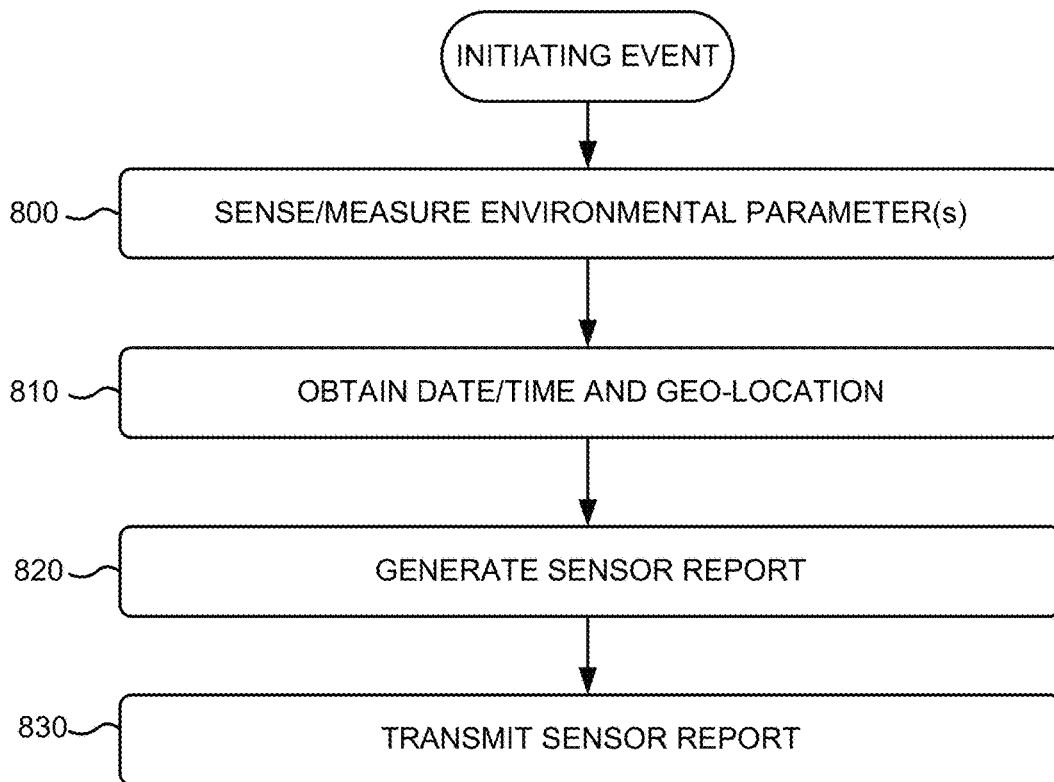 INITIATING EVENT
800 SENSE/MEASURE ENVIRONMENTAL PARAMETER(s)
810 OBTAIN DATE/TIME AND GEO-LOCATION
820 GENERATE SENSOR REPORT
830 TRANSMIT SENSOR REPORT